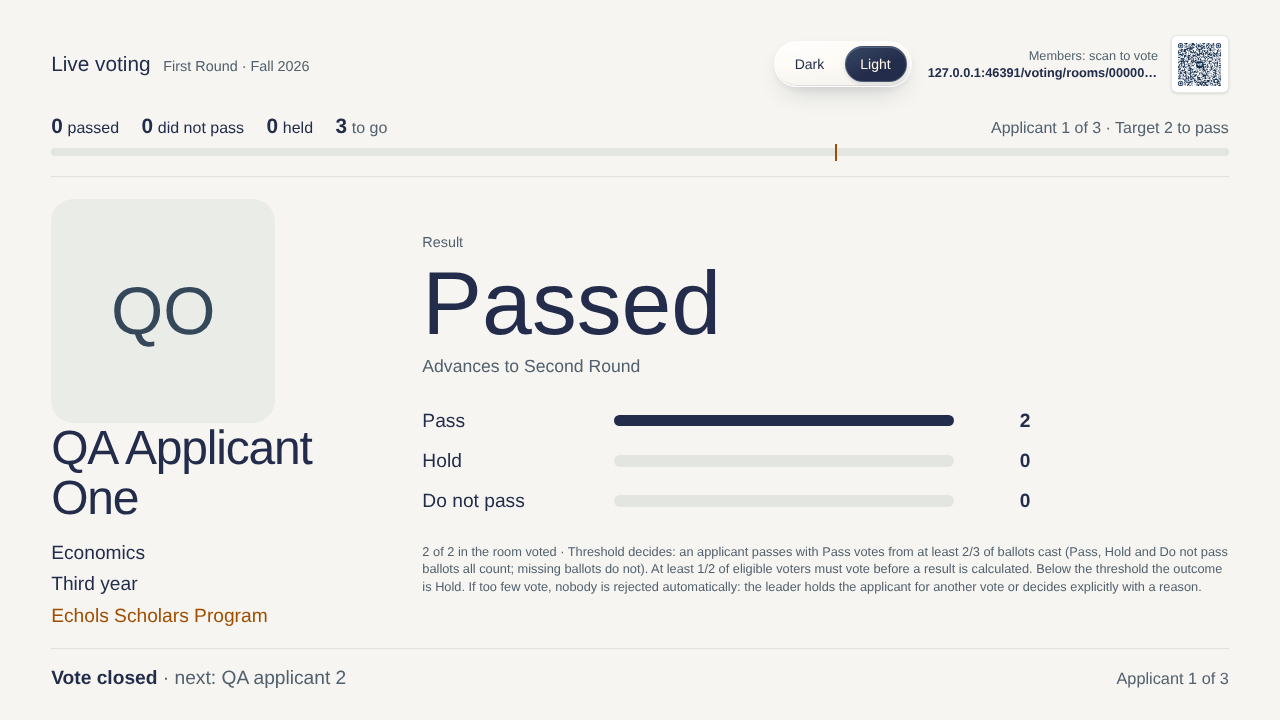 Live voting First Round · Fall 2026
Dark Light
Members: scan to vote
127.0.0.1:46391/voting/rooms/00000…
0 passed 0 did not pass 0 held 3 to go
Applicant 1 of 3 · Target 2 to pass
QO
QA Applicant
One
Economics
Third year
Echols Scholars Program
Result
Passed
Advances to Second Round
Pass 2
Hold 0
Do not pass 0
2 of 2 in the room voted · Threshold decides: an applicant passes with Pass votes from at least 2/3 of ballots cast (Pass, Hold and Do not pass
ballots all count; missing ballots do not). At least 1/2 of eligible voters must vote before a result is calculated. Below the threshold the outcome
is Hold. If too few vote, nobody is rejected automatically: the leader holds the applicant for another vote or decides explicitly with a reason.
Vote closed · next: QA applicant 2
Applicant 1 of 3